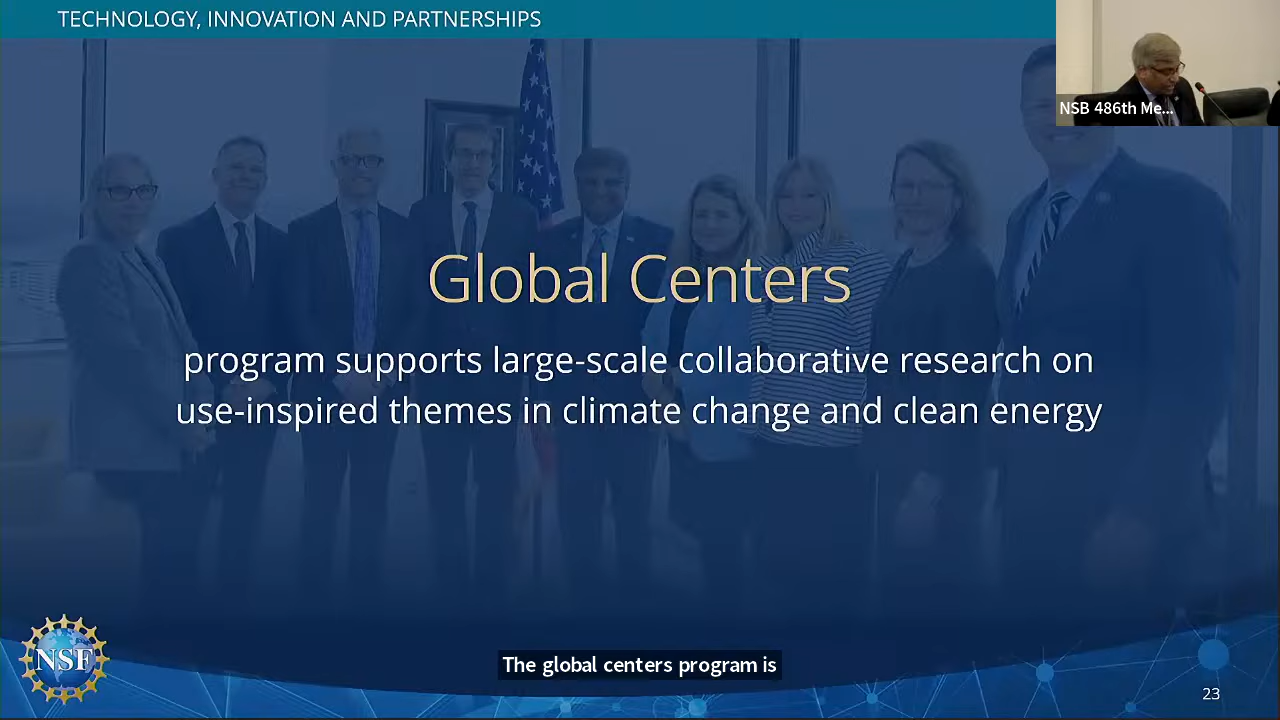 TECHNOLOGY, INNOVATION AND PARTNERSHIPS
NSB 486th Me...
Global Centers
program supports large-scale collaborative research on
use-inspired themes in climate change and clean energy
NSF
The global centers program is
23